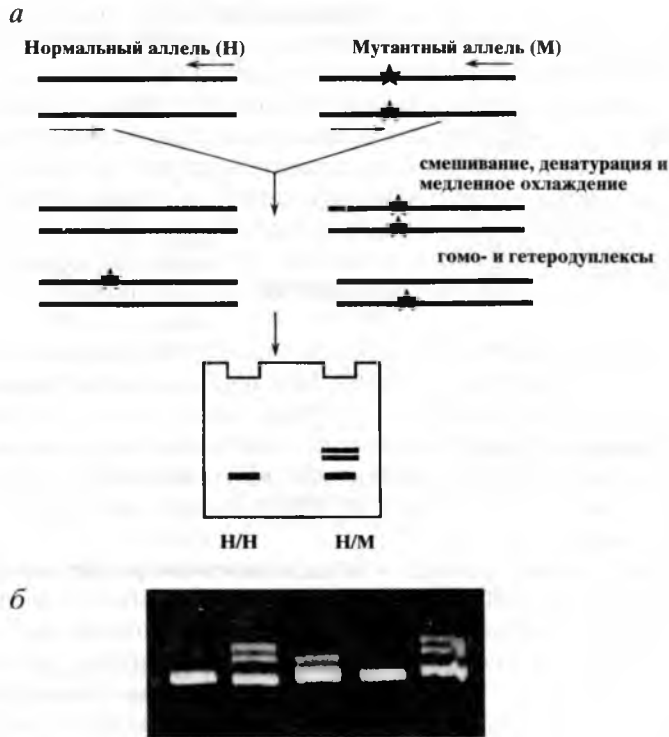 а
Нормальный аллель (Н)
Мутантный аллель (М)
смешивание, денатурация и
медленное охлаждение
гомо- и гетеродуплексы
Н/Н
Н/М
б